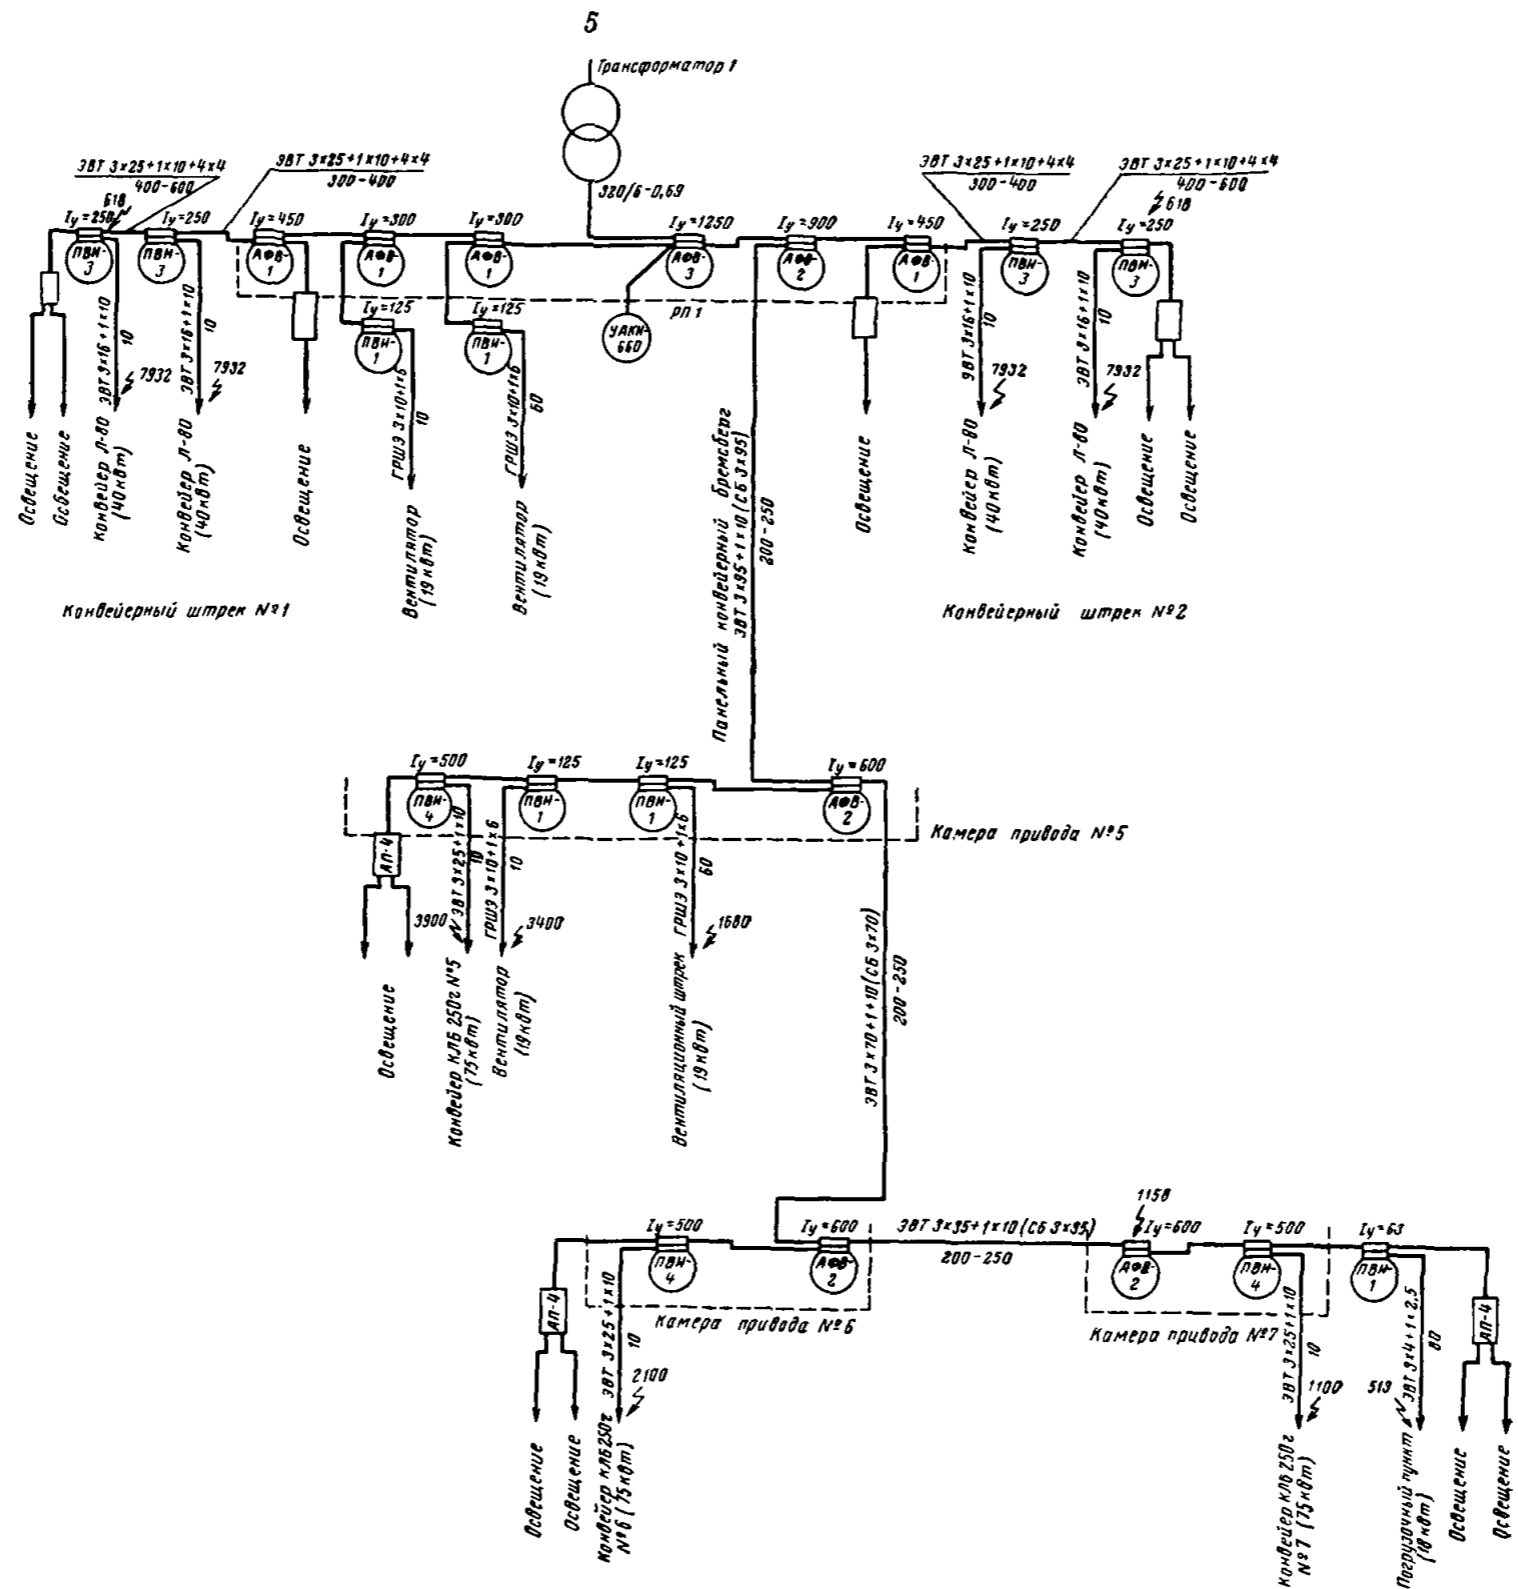 5
Трансформатор 1
320/6-0,69
ЭВТ 3×25+1×10+4×4
400-600
ЭВТ 3×25+1×10+4×4
300-400
ЭВТ 3×25+1×10+4×4
300-400
ЭВТ 3×25+1×10+4×4
400-600
618
618
Iу=250
Iу=250
Iу=450
Iу=300
Iу=300
Iу=1250
Iу=900
Iу=450
Iу=250
Iу=250
ПВИ-
3
ПВИ-
3
АФВ-
1
АФВ-
1
АФВ-
1
АФВ-
3
АФВ-
2
АФВ-
1
ПВИ-
3
ПВИ-
3
РП 1
Iу=125
Iу=125
ПВИ-
1
ПВИ-
1
УАКИ-
660
ЭВТ 3×16+1×10
10
7932
ЭВТ 3×16+1×10
10
7932
ГРШЭ 3×10+1×6
10
ГРШЭ 3×10+1×6
60
ЭВТ 3×16+1×10
10
7932
ЭВТ 3×16+1×10
10
7932
Освещение
Освещение
Конвейер Л-80
(40 квт)
Конвейер Л-80
(40 квт)
Освещение
Вентилятор
(19 квт)
Вентилятор
(19 квт)
Панельный конвейерный бремсберг
ЭВТ 3×95+1×10 (СБ 3×95)
200-250
Освещение
Конвейер Л-80
(40 квт)
Конвейер Л-80
(40 квт)
Освещение
Освещение
Конвейерный штрек №1
Конвейерный штрек №2
Iу=500
Iу=125
Iу=125
Iу=600
ПВИ-
4
ПВИ-
1
ПВИ-
1
АФВ-
2
Камера привода №5
АП-4
ЭВТ 3×25+1×10
10
3900
ГРШЭ 3×10+1×6
10
3400
ГРШЭ 3×10+1×6
60
1680
Освещение
Конвейер КЛБ 250г №5
(75 квт)
Вентилятор
(19 квт)
Вентиляционный штрек
(19 квт)
ЭВТ 3×70+1+10 (СБ 3×70)
200-250
1158
Iу=500
Iу=600
ЭВТ 3×35+1×10 (СБ 3×35)
200-250
Iу=600
Iу=500
Iу=63
ПВИ-
4
АФВ-
2
АФВ-
2
ПВИ-
4
ПВИ-
1
Камера привода №6
Камера привода №7
АП-4
ЭВТ 3×25+1×10
10
2100
ЭВТ 3×25+1×10
10
1100
ЭВТ 3×4+1×2,5
80
513
АП-4
Освещение
Освещение
Конвейер КЛБ 250г
№6 (75 квт)
Конвейер КЛБ 250г
№7 (75 квт)
Погрузочный пункт
(18 квт)
Освещение
Освещение